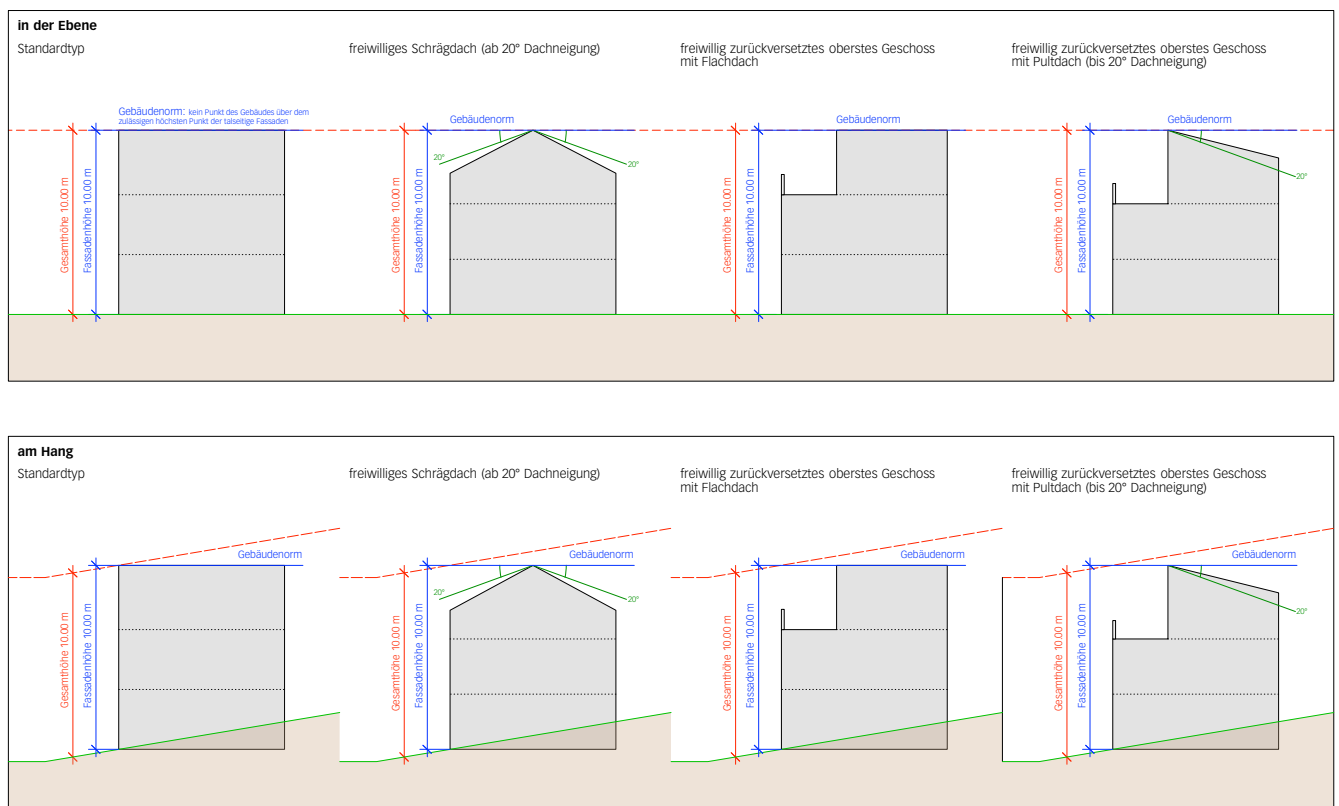 in der Ebene
Standardtyp
freiwilliges Schrägdach (ab 20° Dachneigung)
freiwillig zurückversetztes oberstes Geschoss
mit Flachdach
freiwillig zurückversetztes oberstes Geschoss
mit Pultdach (bis 20° Dachneigung)
Gebäudenorm: kein Punkt des Gebäudes über dem
zulässigen höchsten Punkt der talseitige Fassaden
Gesamthöhe 10.00 m
Fassadenhöhe 10.00 m
Gebäudenorm
20°
20°
Gesamthöhe 10.00 m
Fassadenhöhe 10.00 m
Gebäudenorm
Gesamthöhe 10.00 m
Fassadenhöhe 10.00 m
Gebäudenorm
20°
Gesamthöhe 10.00 m
Fassadenhöhe 10.00 m
am Hang
Standardtyp
freiwilliges Schrägdach (ab 20° Dachneigung)
freiwillig zurückversetztes oberstes Geschoss
mit Flachdach
freiwillig zurückversetztes oberstes Geschoss
mit Pultdach (bis 20° Dachneigung)
Gebäudenorm
Gesamthöhe 10.00 m
Fassadenhöhe 10.00 m
Gebäudenorm
20°
20°
Gesamthöhe 10.00 m
Fassadenhöhe 10.00 m
Gebäudenorm
Gesamthöhe 10.00 m
Fassadenhöhe 10.00 m
Gebäudenorm
20°
Gesamthöhe 10.00 m
Fassadenhöhe 10.00 m